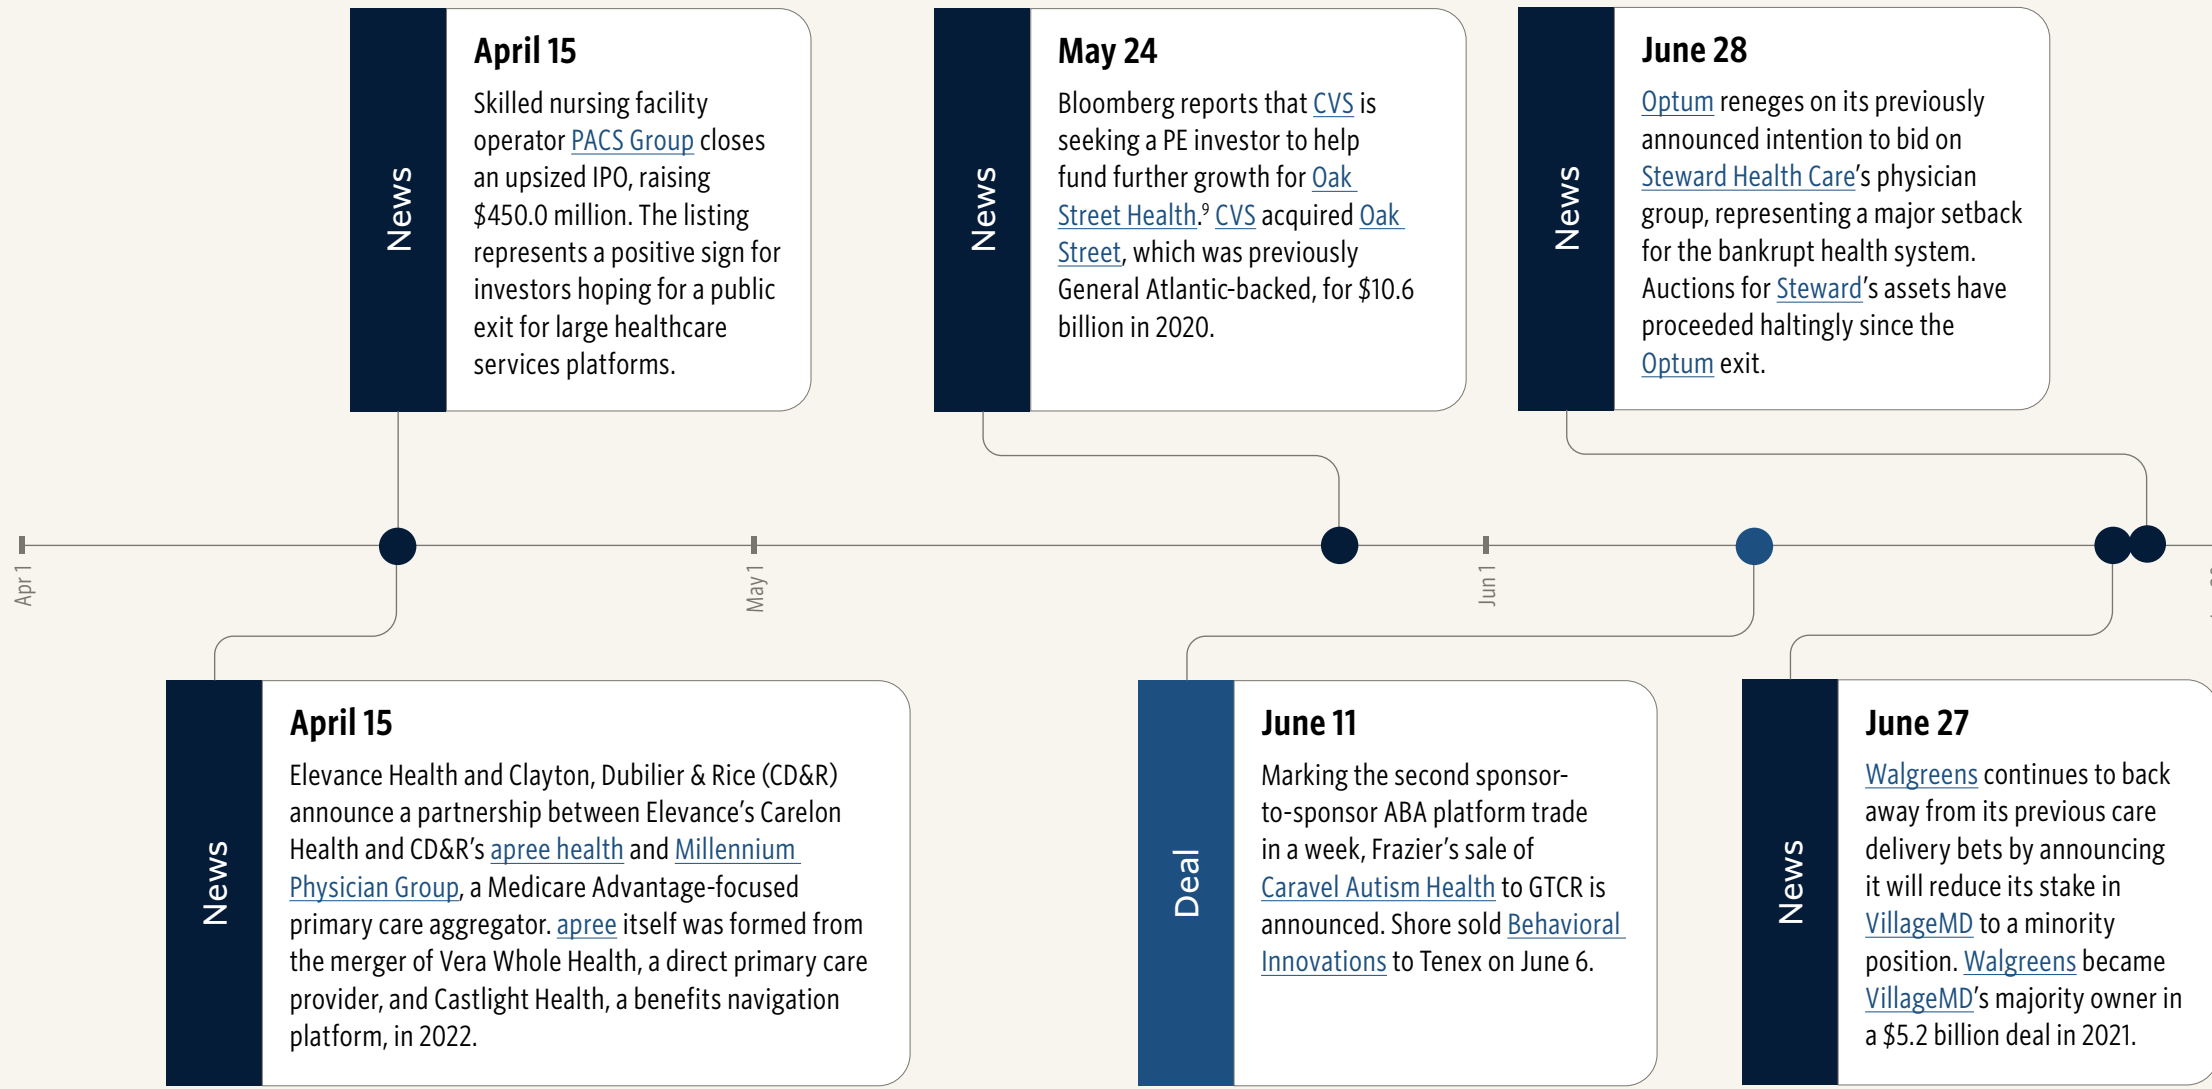 News
April 15
Skilled nursing facility
operator PACS Group closes
an upsized IPO, raising
$450.0 million. The listing
represents a positive sign for
investors hoping for a public
exit for large healthcare
services platforms.
News
May 24
Bloomberg reports that CVS is
seeking a PE investor to help
fund further growth for Oak
Street Health.⁹ CVS acquired Oak
Street, which was previously
General Atlantic-backed, for $10.6
billion in 2020.
News
June 28
Optum reneges on its previously
announced intention to bid on
Steward Health Care's physician
group, representing a major setback
for the bankrupt health system.
Auctions for Steward's assets have
proceeded haltingly since the
Optum exit.
Apr 1
May 1
Jun 1
News
April 15
Elevance Health and Clayton, Dubilier & Rice (CD&R)
announce a partnership between Elevance's Carelon
Health and CD&R's apree health and Millennium
Physician Group, a Medicare Advantage-focused
primary care aggregator. apree itself was formed from
the merger of Vera Whole Health, a direct primary care
provider, and Castlight Health, a benefits navigation
platform, in 2022.
Deal
June 11
Marking the second sponsor-
to-sponsor ABA platform trade
in a week, Frazier's sale of
Caravel Autism Health to GTCR is
announced. Shore sold Behavioral
Innovations to Tenex on June 6.
News
June 27
Walgreens continues to back
away from its previous care
delivery bets by announcing
it will reduce its stake in
VillageMD to a minority
position. Walgreens became
VillageMD's majority owner in
a $5.2 billion deal in 2021.